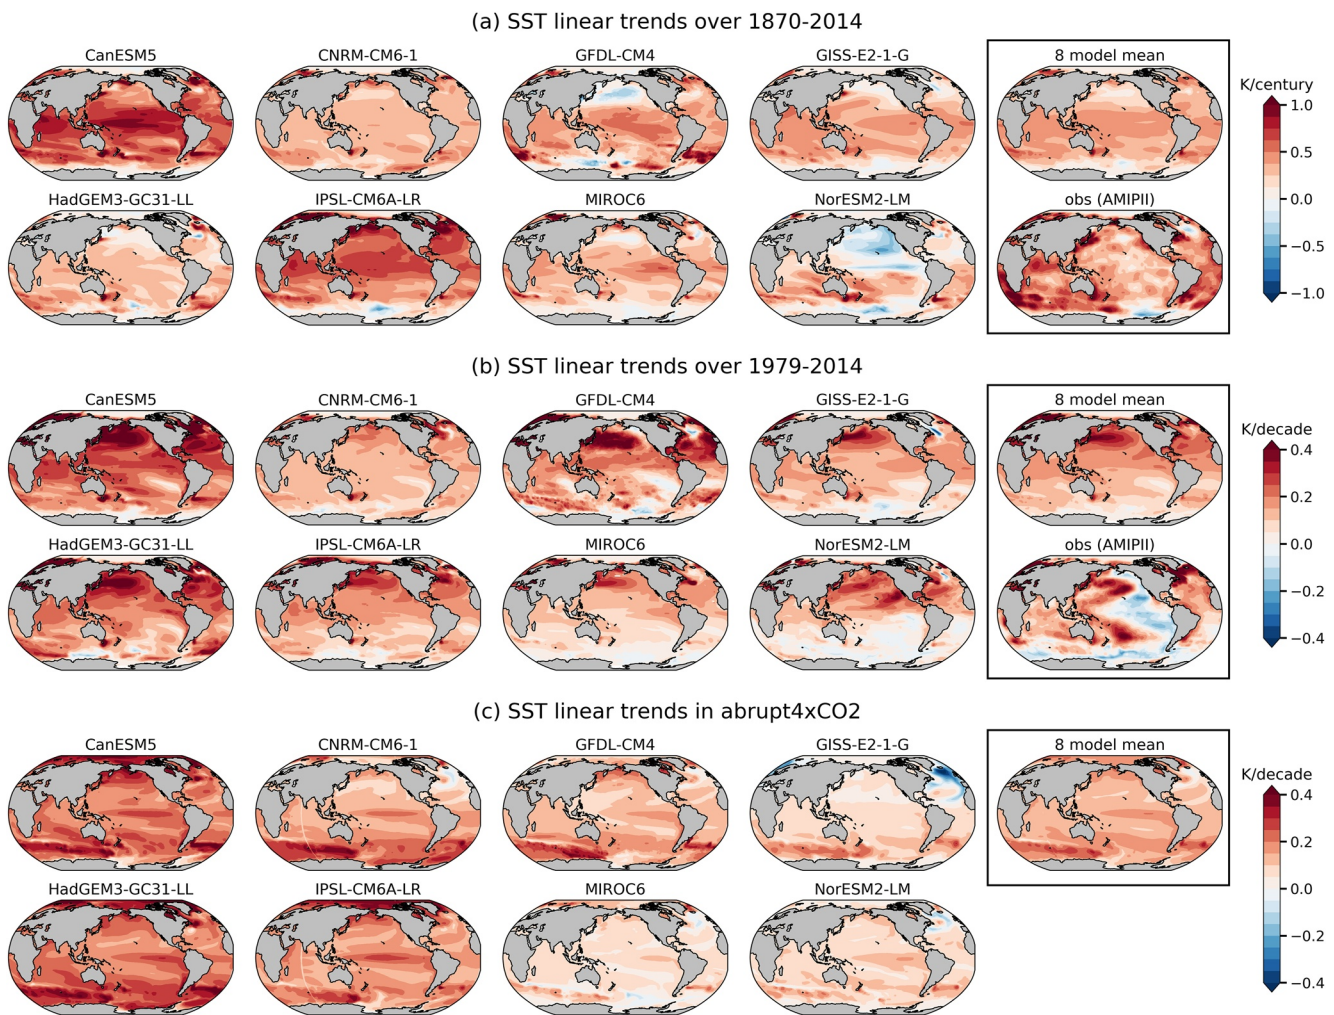 (a) SST linear trends over 1870-2014
CanESM5
CNRM-CM6-1
GFDL-CM4
GISS-E2-1-G
8 model mean
K/century
1.0
0.5
0.0
−0.5
−1.0
HadGEM3-GC31-LL
IPSL-CM6A-LR
MIROC6
NorESM2-LM
obs (AMIPII)
(b) SST linear trends over 1979-2014
CanESM5
CNRM-CM6-1
GFDL-CM4
GISS-E2-1-G
8 model mean
K/decade
0.4
0.2
0.0
−0.2
−0.4
HadGEM3-GC31-LL
IPSL-CM6A-LR
MIROC6
NorESM2-LM
obs (AMIPII)
(c) SST linear trends in abrupt4xCO2
CanESM5
CNRM-CM6-1
GFDL-CM4
GISS-E2-1-G
8 model mean
K/decade
0.4
0.2
0.0
−0.2
−0.4
HadGEM3-GC31-LL
IPSL-CM6A-LR
MIROC6
NorESM2-LM